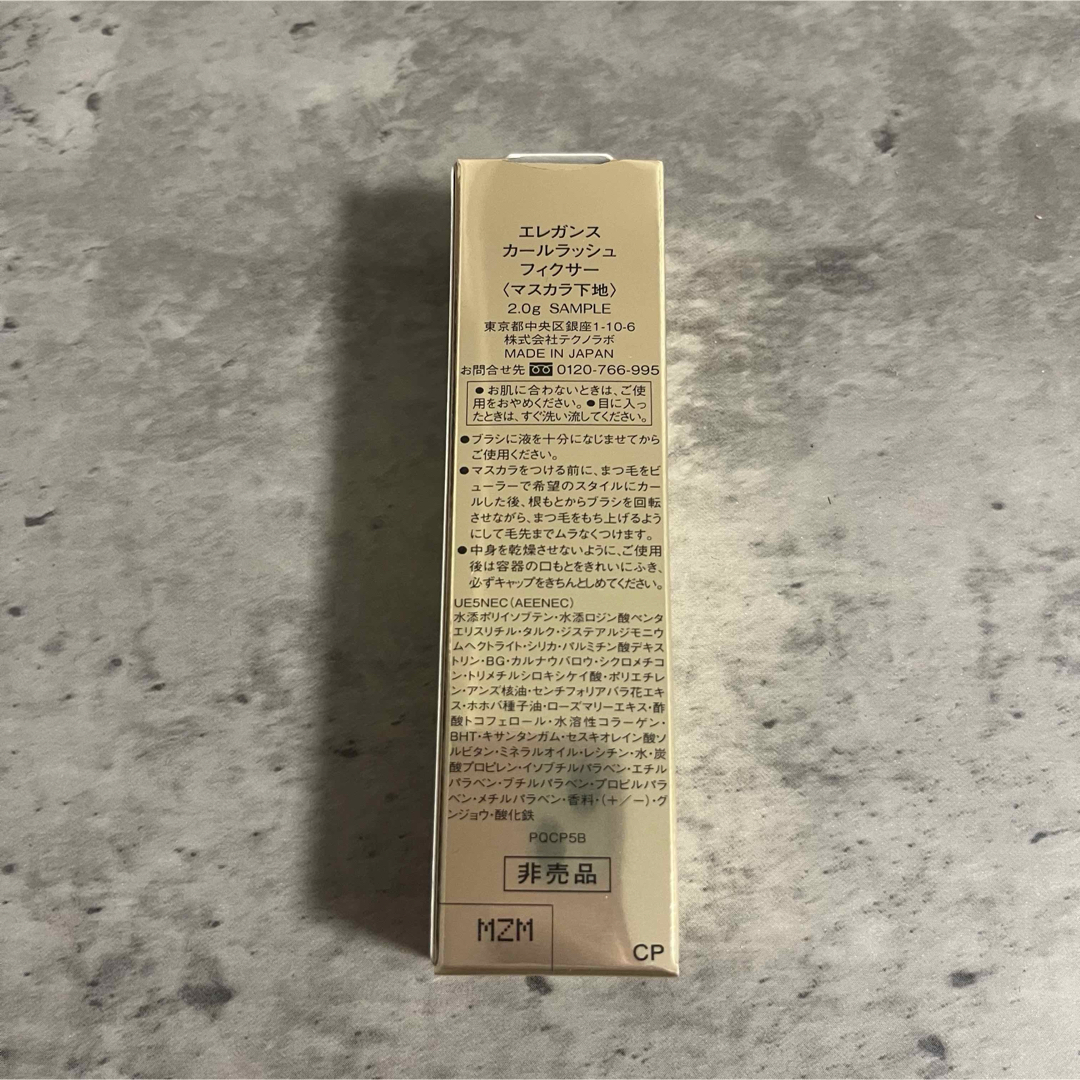 エレガンス
カールラッシュ
フィクサー
〈マスカラ下地〉
2.0g SAMPLE
東京都中央区銀座1-10-6
株式会社テクノラボ
MADE IN JAPAN
お問合せ先 0120-766-995
●お肌に合わないときは、ご使
用をおやめください。●目に入っ
たときは、すぐ洗い流してください。
●ブラシに液を十分になじませてから
ご使用ください。
●マスカラをつける前に、まつ毛をビ
ューラーで希望のスタイルにカー
ルした後、根もとからブラシを回転
させながら、まつ毛をもち上げるよう
にして毛先までムラなくつけます。
●中身を乾燥させないように、ご使用
後は容器の口もとをきれいにふき、
必ずキャップをきちんとしめてください。
UE5NEC(AEENEC)
水添ポリイソブテン・水添ロジン酸ペンタ
エリスリチル・タルク・ジステアルジモニウ
ムヘクトライト・シリカ・パルミチン酸デキス
トリン・BG・カルナウバロウ・シクロメチコ
ン・トリメチルシロキシケイ酸・ポリエチレ
ン・アンズ核油・センチフォリアバラ花エキ
ス・ホホバ種子油・ローズマリーエキス・酢
酸トコフェロール・水溶性コラーゲン・
BHT・キサンタンガム・セスキオレイン酸ソ
ルビタン・ミネラルオイル・レシチン・水・炭
酸プロピレン・イソブチルパラベン・エチル
パラベン・ブチルパラベン・プロピルパラ
ベン・メチルパラベン・香料・(+/−)・グ
ンジョウ・酸化鉄
PQCP5B
非売品
MZM
CP